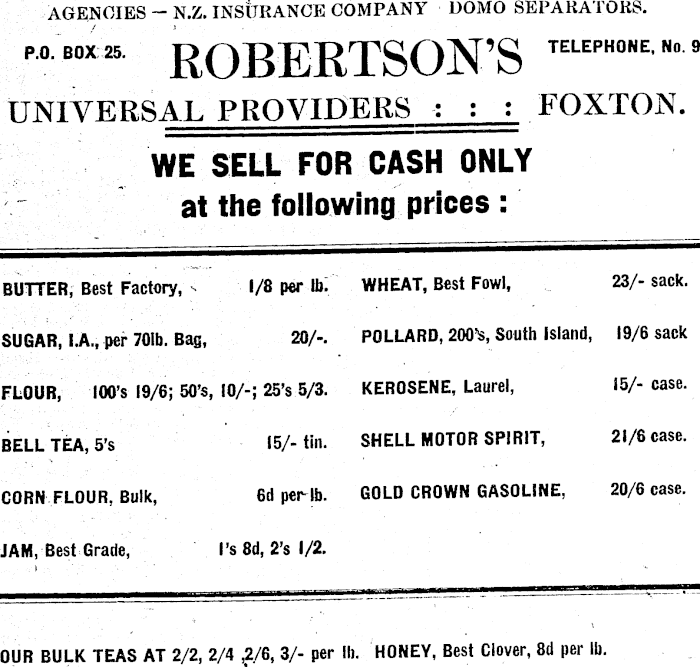 AGENCIES — N.Z. INSURANCE COMPANY DOMO SEPARATORS.
P.O. BOX 25. ROBERTSON'S TELEPHONE, No. 9
UNIVERSAL PROVIDERS : : : FOXTON.
WE SELL FOR CASH ONLY
at the following prices :
BUTTER, Best Factory, 1/8 per lb.
SUGAR, I.A., per 70lb. Bag, 20/-.
FLOUR, 100's 19/6; 50's, 10/-; 25's 5/3.
BELL TEA, 5's 15/- tin.
CORN FLOUR, Bulk, 6d per lb.
JAM, Best Grade, 1's 8d, 2's 1/2.
WHEAT, Best Fowl, 23/- sack.
POLLARD, 200's, South Island, 19/6 sack
KEROSENE, Laurel, 15/- case.
SHELL MOTOR SPIRIT, 21/6 case.
GOLD CROWN GASOLINE, 20/6 case.
OUR BULK TEAS AT 2/2, 2/4 ,2/6, 3/- per lb. HONEY, Best Clover, 8d per lb.